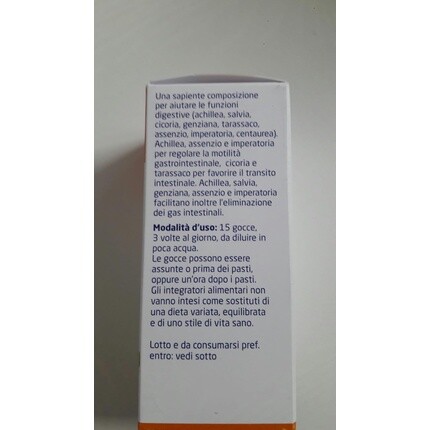 Una sapiente composizione
per aiutare le funzioni
digestive (achillea, salvia,
cicoria, genziana, tarassaco,
assenzio, imperatoria, centaurea).
Achillea, assenzio e imperatoria
per regolare la motilità
gastrointestinale, cicoria e
tarassaco per favorire il transito
intestinale. Achillea, salvia,
genziana, assenzio e imperatoria
facilitano inoltre l'eliminazione
dei gas intestinali.
Modalità d'uso: 15 gocce,
3 volte al giorno, da diluire in
poca acqua.
Le gocce possono essere
assunte o prima dei pasti,
oppure un'ora dopo i pasti.
Gli integratori alimentari non
vanno intesi come sostituti di
una dieta variata, equilibrata
e di uno stile di vita sano.
Lotto e da consumarsi pref.
entro: vedi sotto